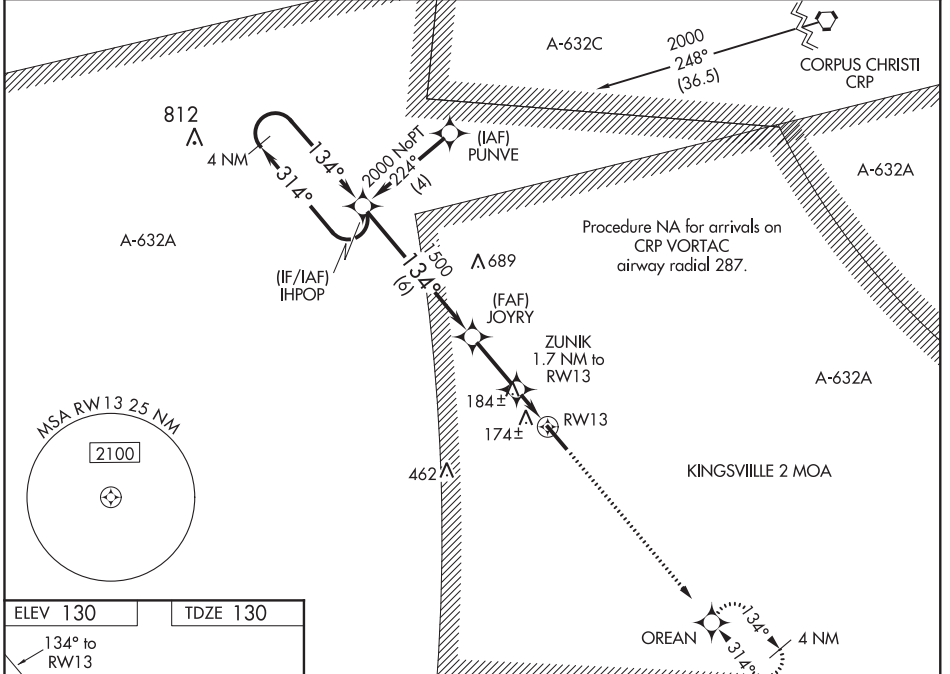 A-632C
2000
248°
(36.5)
CORPUS CHRISTI
CRP
812
4 NM
134°
314°
2000 NoPT
224°
(4)
(IAF)
PUNVE
A-632A
A-632A
(IF/IAF)
IHPOP
1500
134°
(6)
689
Procedure NA for arrivals on
CRP VORTAC
airway radial 287.
(FAF)
JOYRY
ZUNIK
1.7 NM to
RW13
184±
174±
RW13
A-632A
462
KINGSVILLE 2 MOA
MSA RW13 25 NM
2100
OREAN
134°
314°
4 NM
ELEV 130
TDZE 130
134° to
RW13